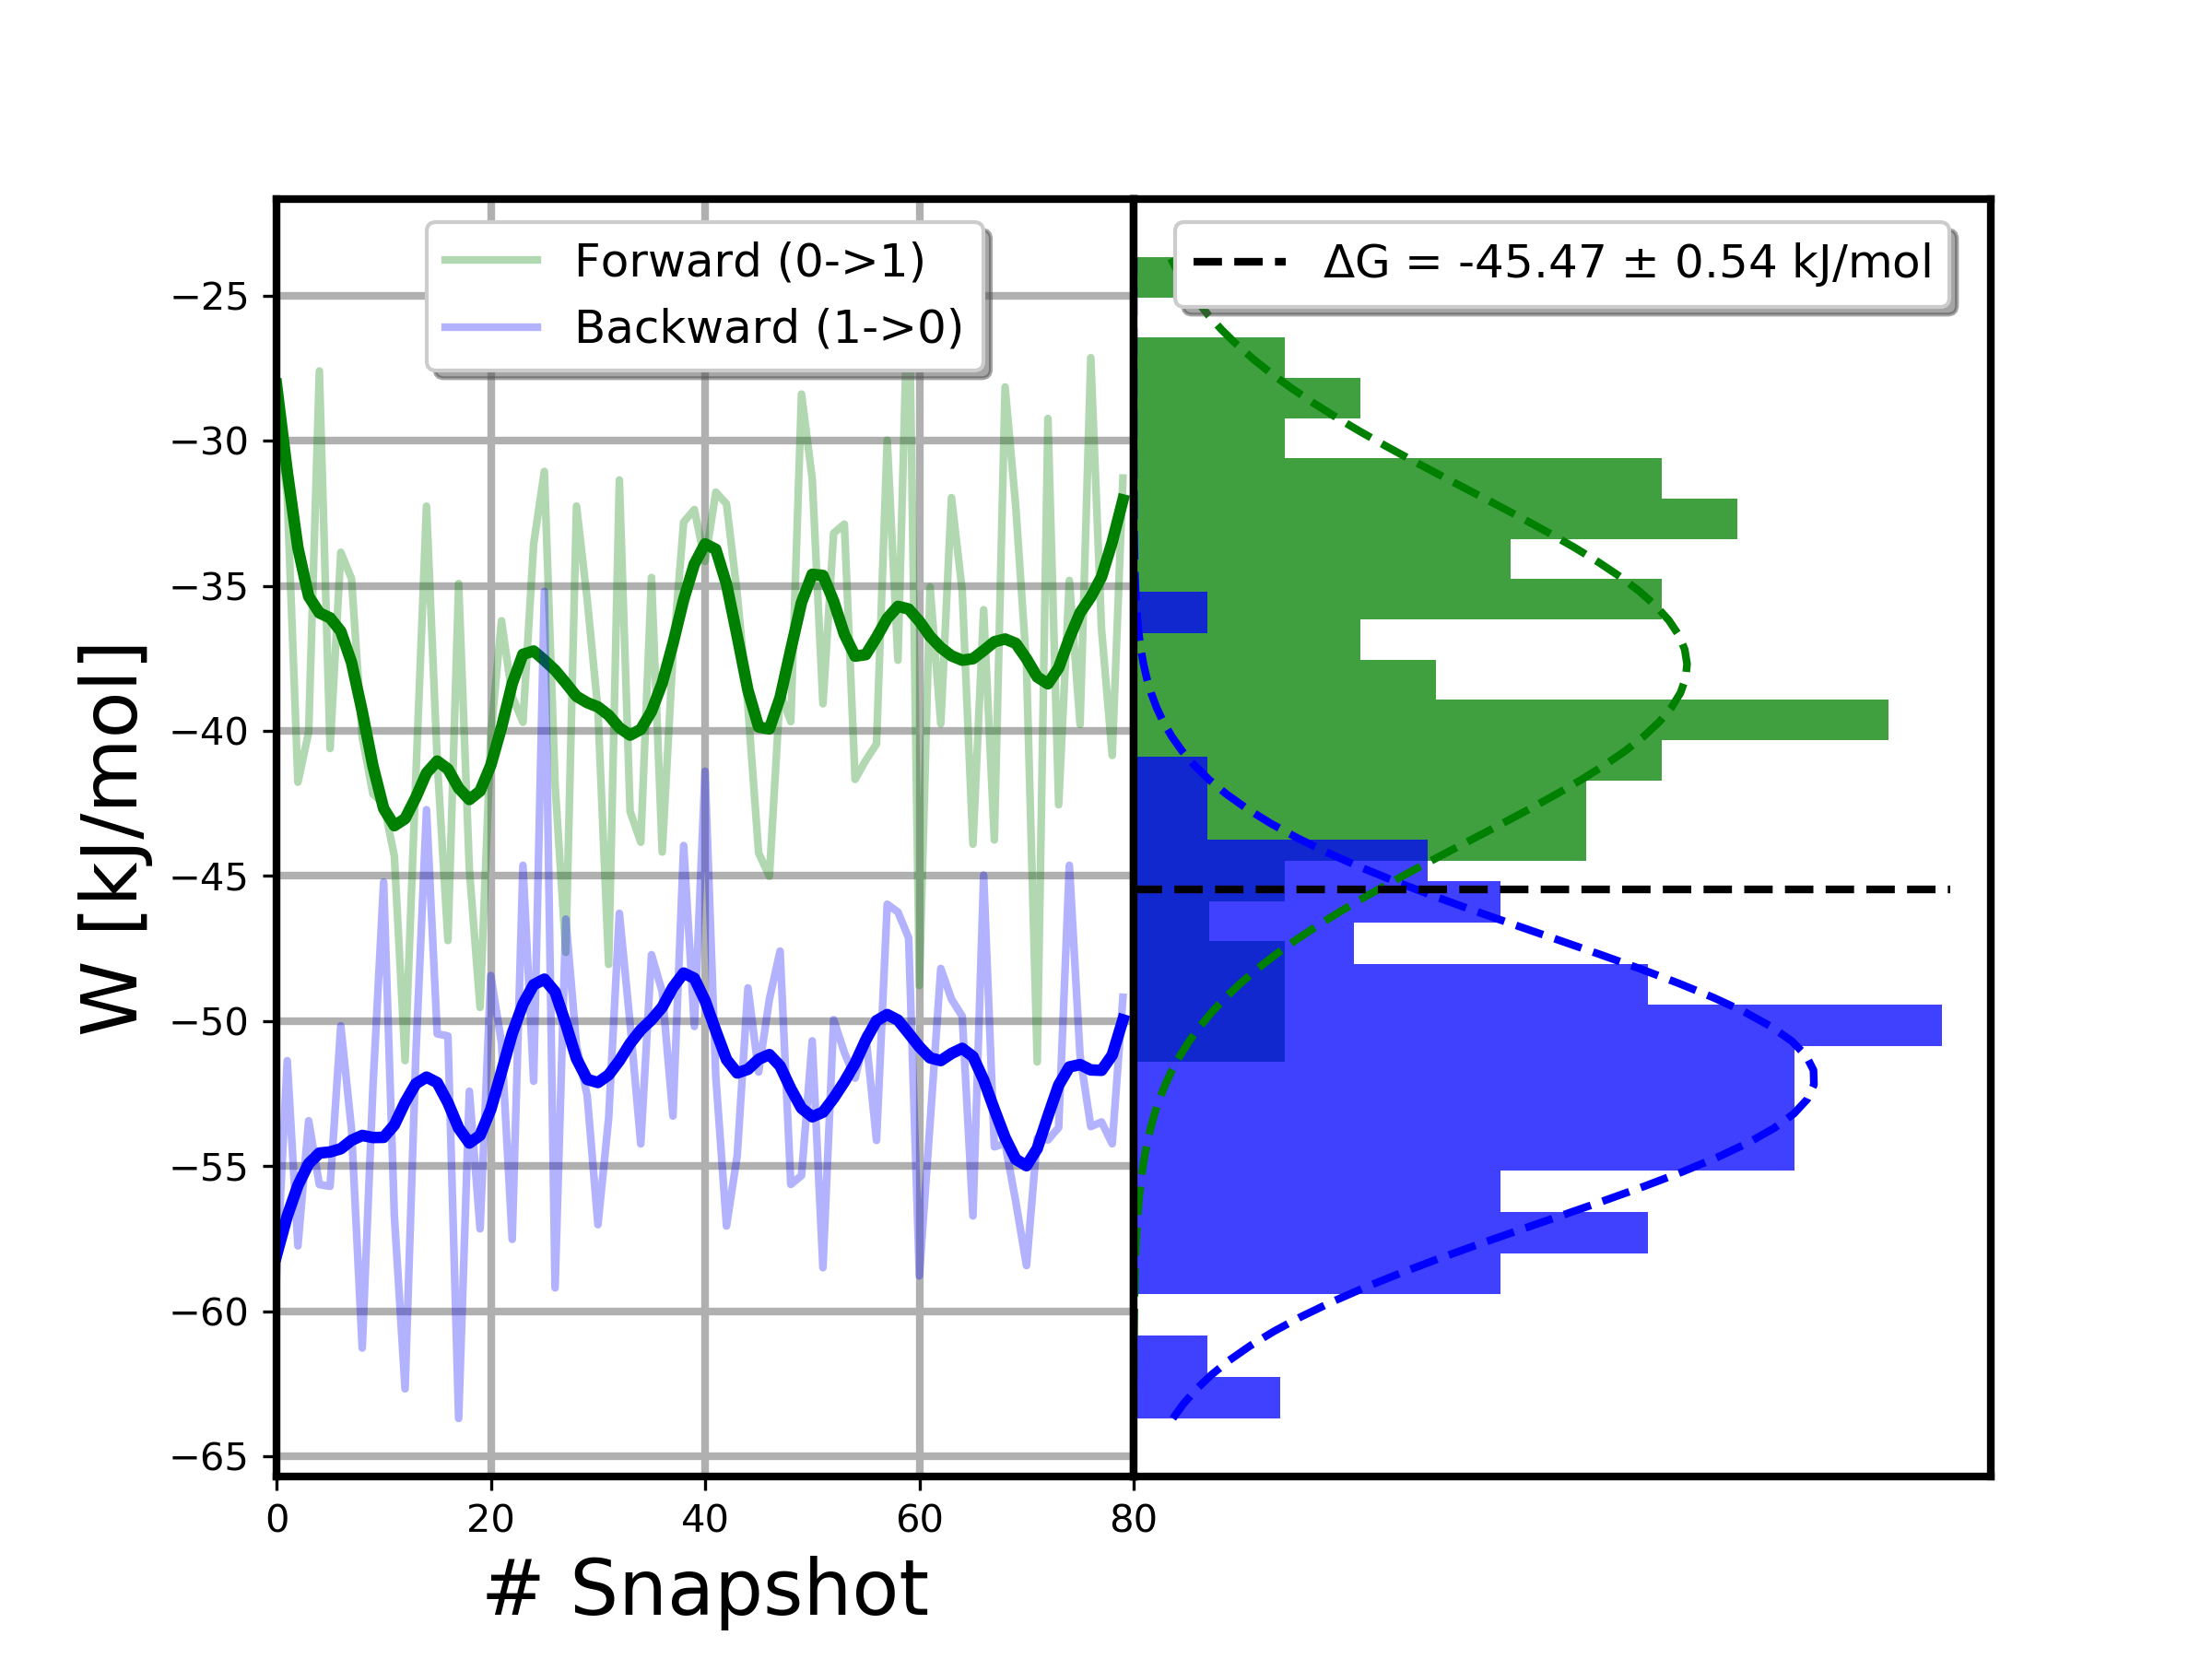 Forward (0->1)
Backward (1->0)
ΔG = -45.47 ± 0.54 kJ/mol
W [kJ/mol]
−25
−30
−35
−40
−45
−50
−55
−60
−65
0 20 40 60 80
# Snapshot